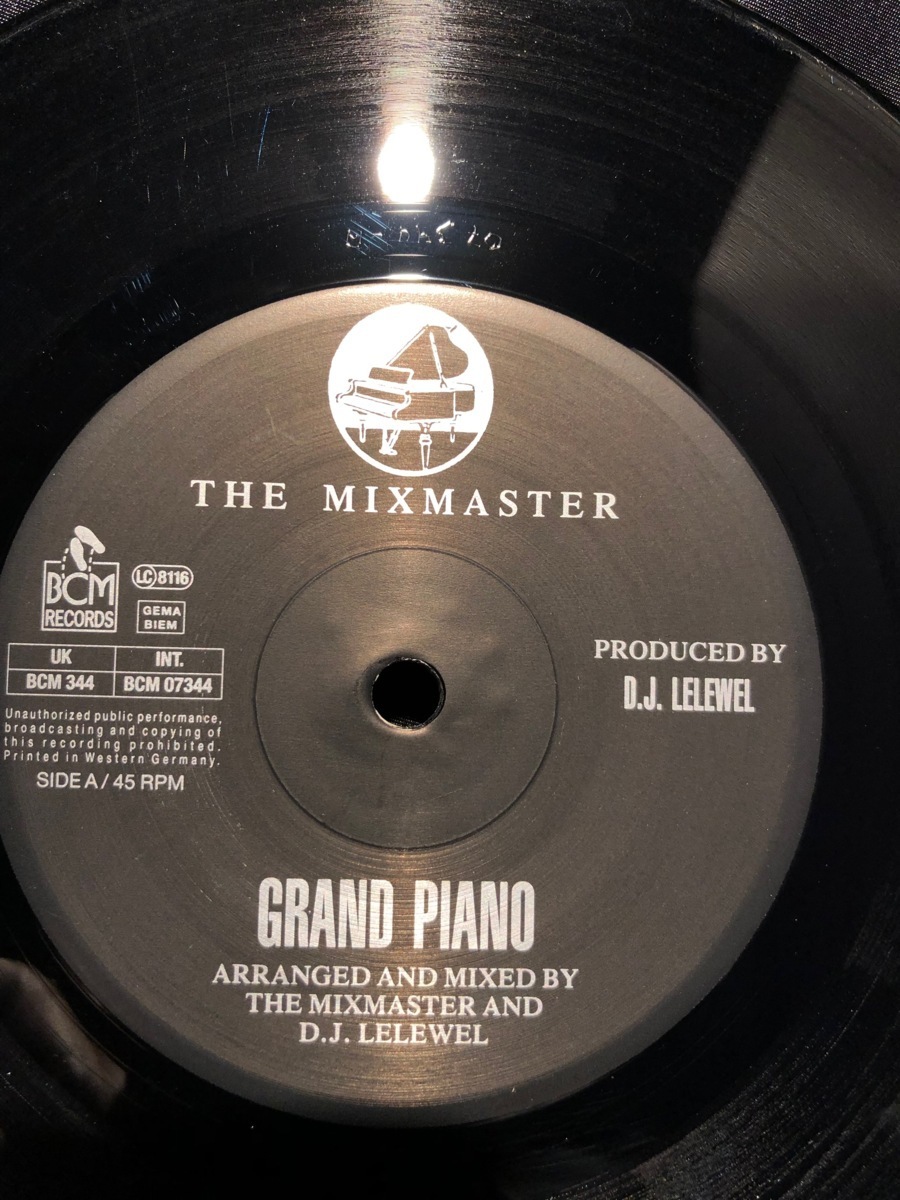 THE MIXMASTER
BCM
RECORDS
LC 8116
GEMA
BIEM
UK INT.
BCM 344 BCM 07344
Unauthorized public performance,
broadcasting and copying of
this recording prohibited.
Printed in Western Germany.
SIDE A / 45 RPM
PRODUCED BY
D.J. LELEWEL
GRAND PIANO
ARRANGED AND MIXED BY
THE MIXMASTER AND
D.J. LELEWEL